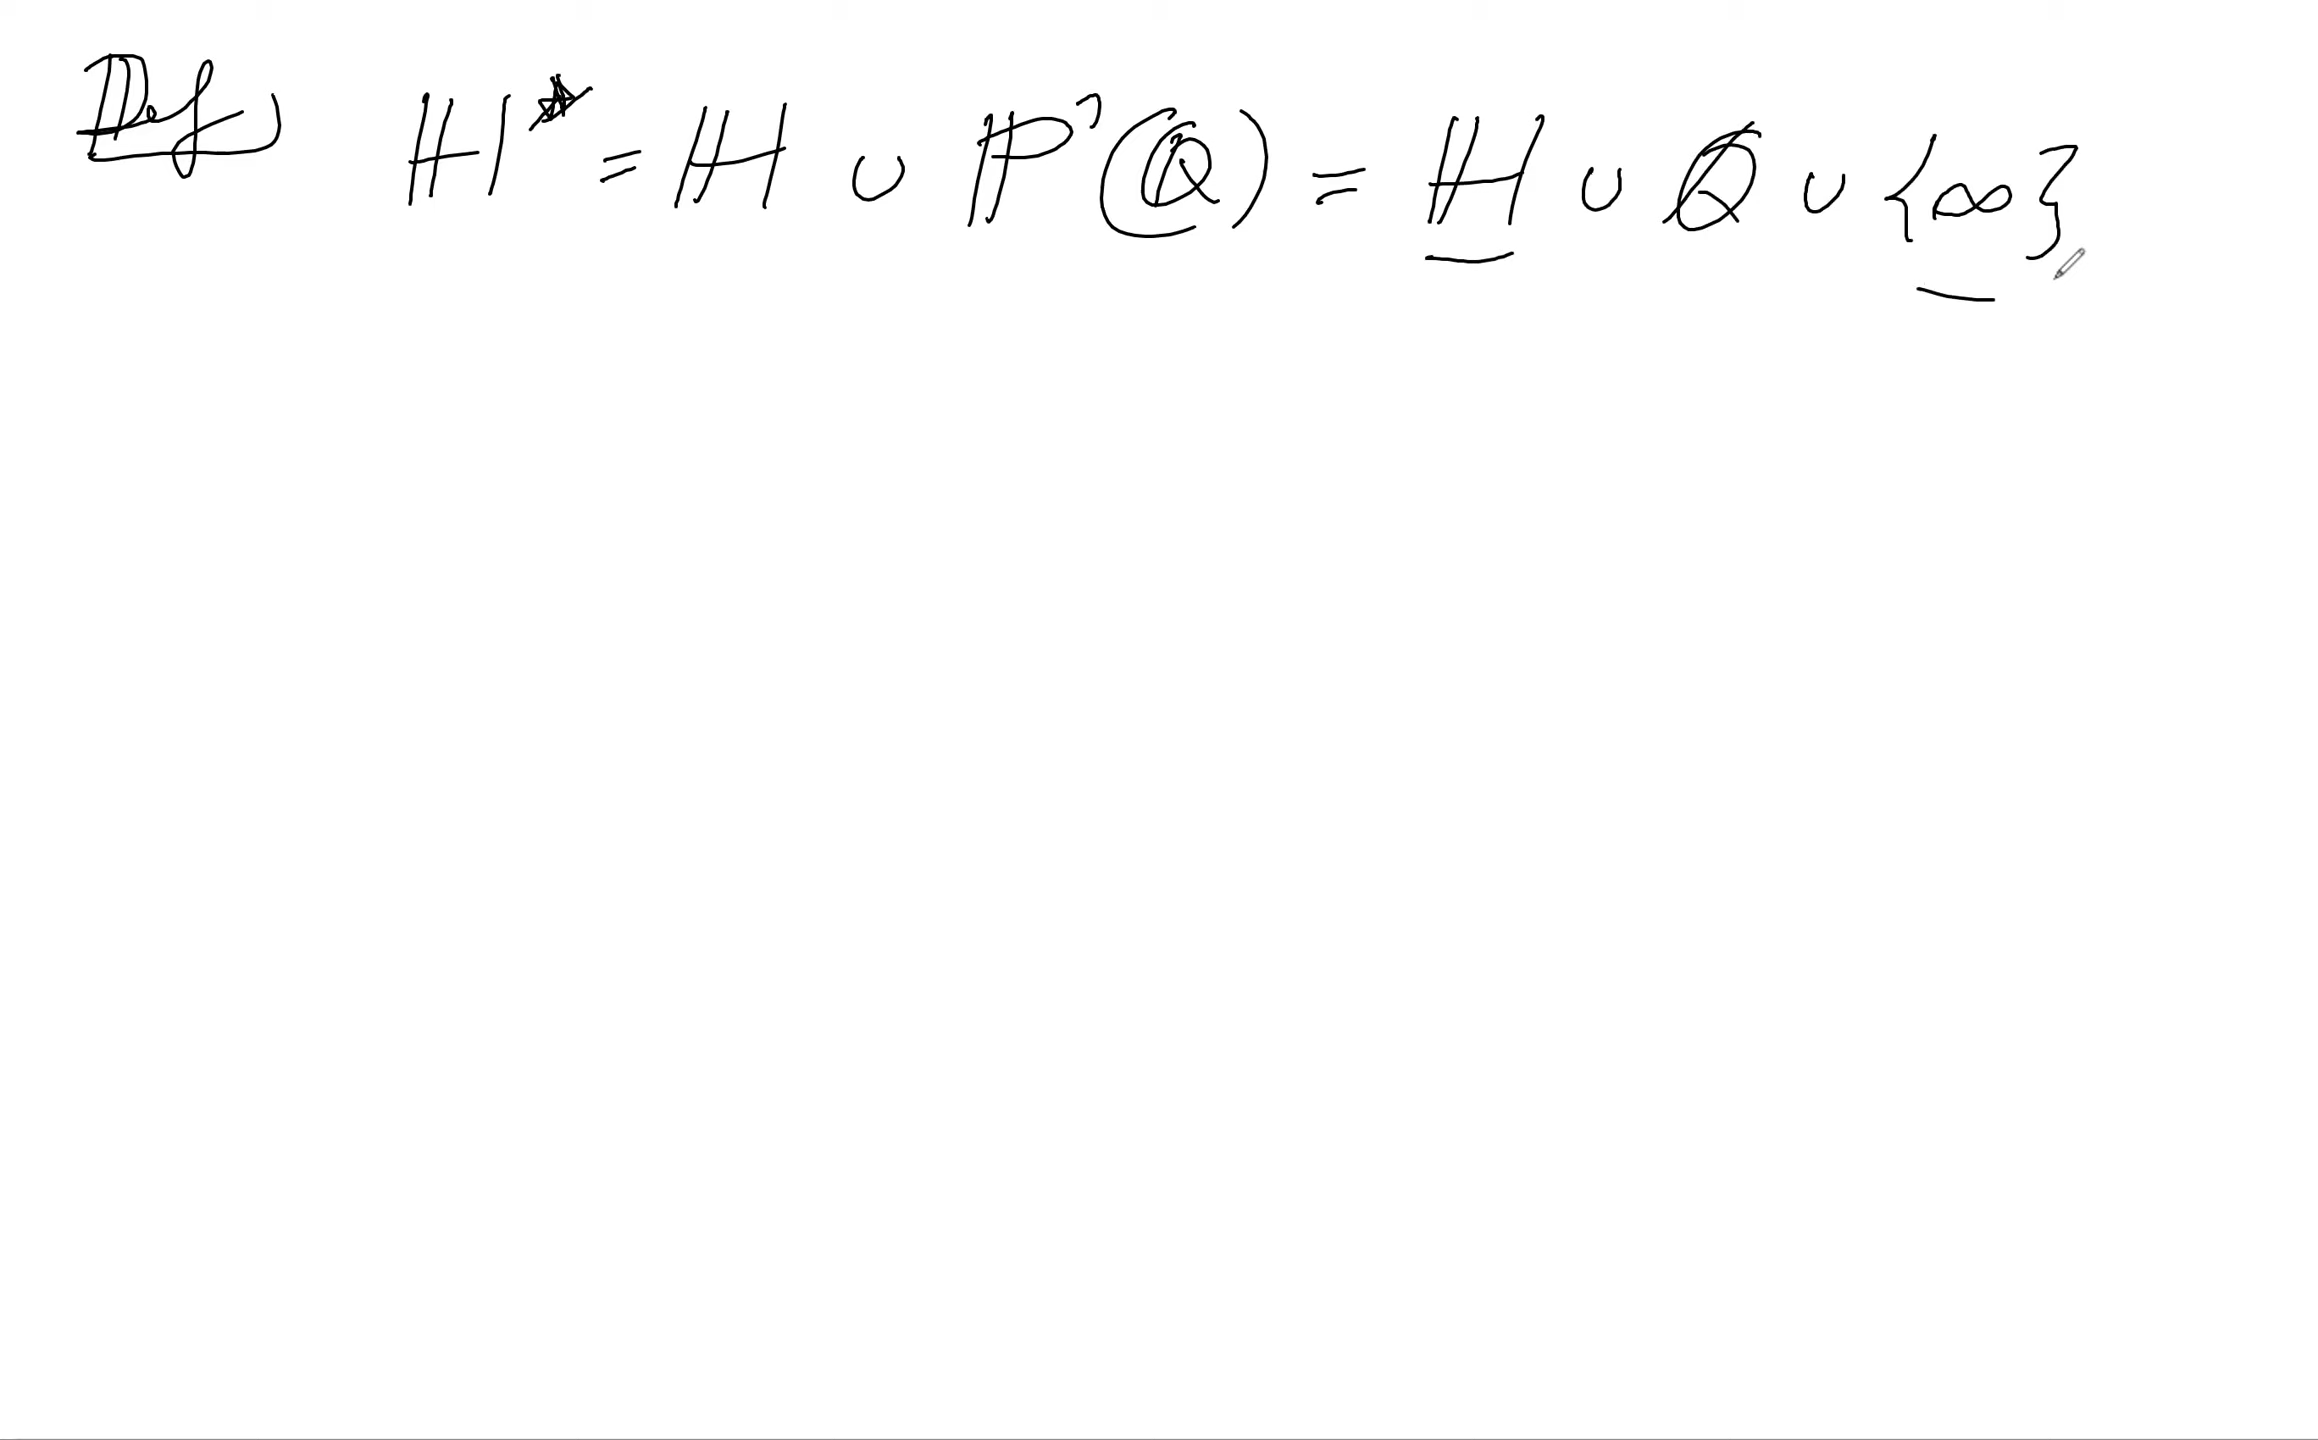 Def ℍ* = ℍ ∪ ℙ¹(ℚ) = ℍ ∪ ℚ ∪ {∞}